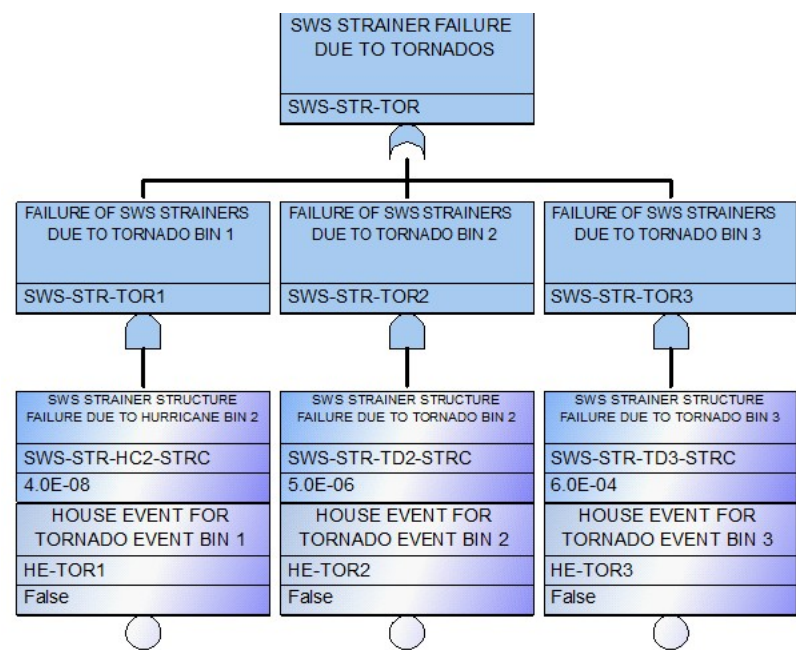 SWS STRAINER FAILURE
DUE TO TORNADOS
SWS-STR-TOR
FAILURE OF SWS STRAINERS
DUE TO TORNADO BIN 1
SWS-STR-TOR1
FAILURE OF SWS STRAINERS
DUE TO TORNADO BIN 2
SWS-STR-TOR2
FAILURE OF SWS STRAINERS
DUE TO TORNADO BIN 3
SWS-STR-TOR3
SWS STRAINER STRUCTURE
FAILURE DUE TO HURRICANE BIN 2
SWS-STR-HC2-STRC
4.0E-08
HOUSE EVENT FOR
TORNADO EVENT BIN 1
HE-TOR1
False
SWS STRAINER STRUCTURE
FAILURE DUE TO TORNADO BIN 2
SWS-STR-TD2-STRC
5.0E-06
HOUSE EVENT FOR
TORNADO EVENT BIN 2
HE-TOR2
False
SWS STRAINER STRUCTURE
FAILURE DUE TO TORNADO BIN 3
SWS-STR-TD3-STRC
6.0E-04
HOUSE EVENT FOR
TORNADO EVENT BIN 3
HE-TOR3
False